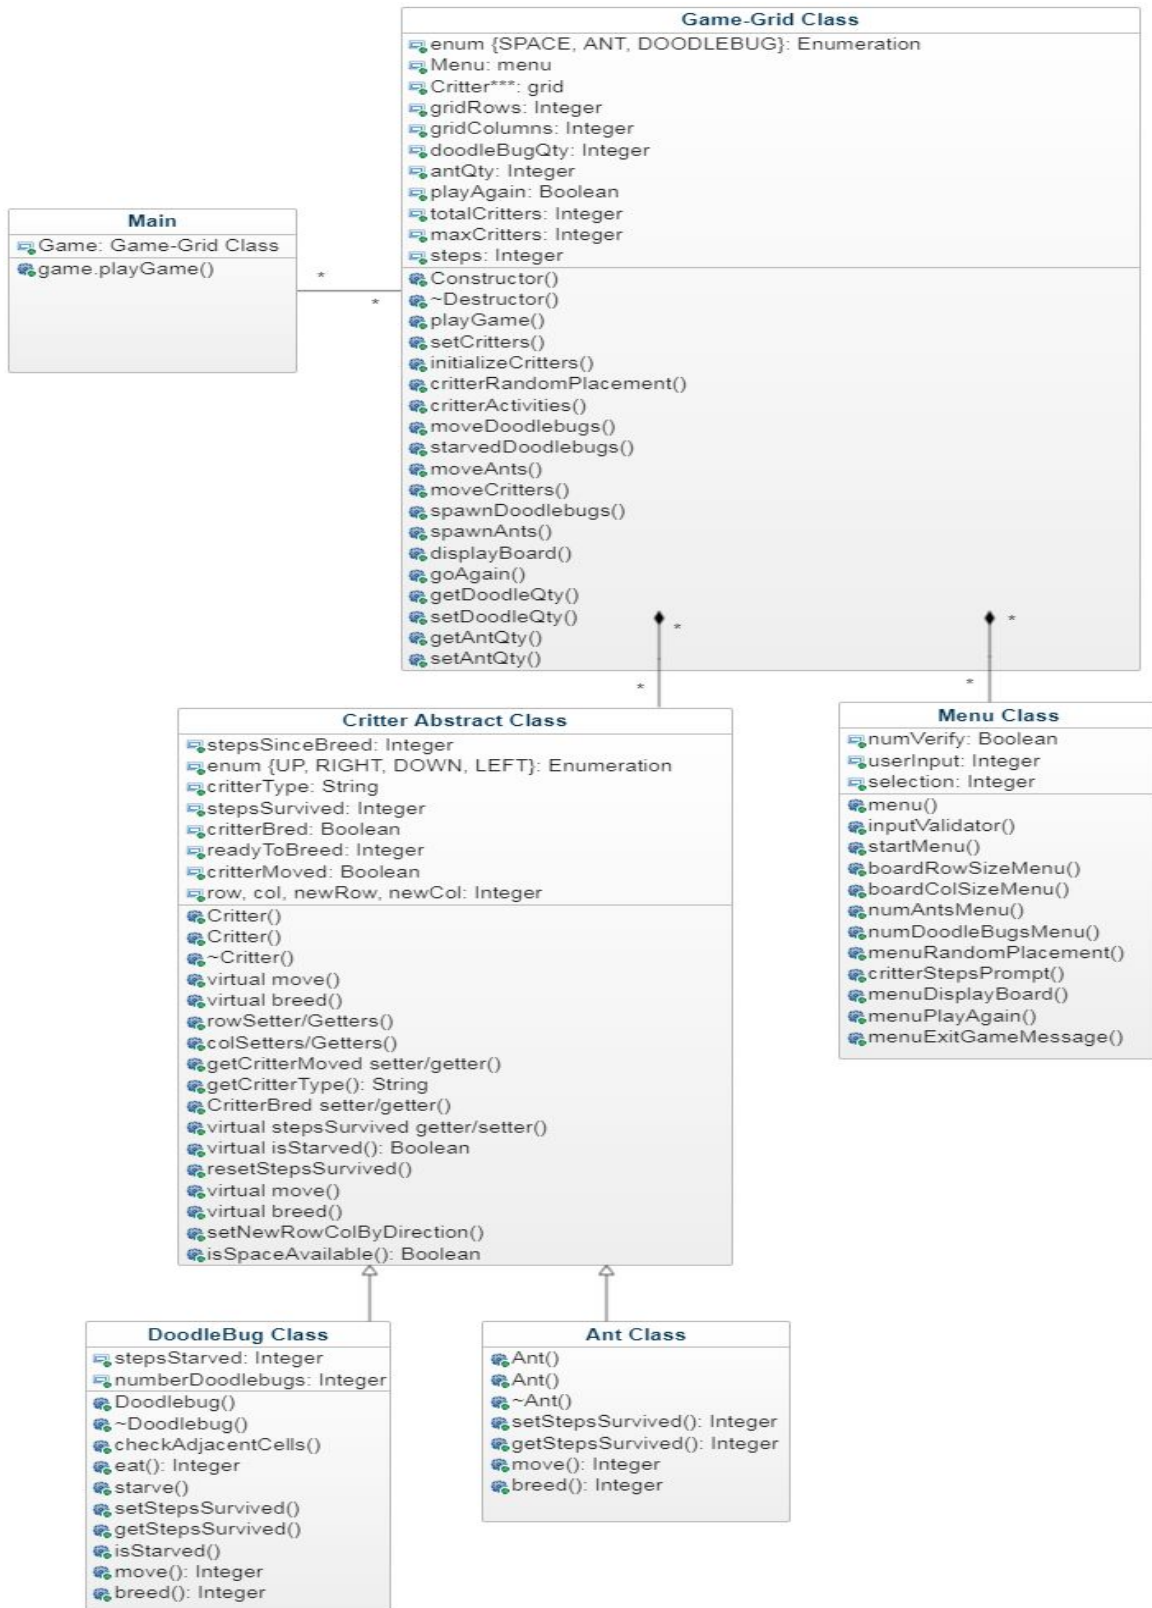 Game-Grid Class
enum {SPACE, ANT, DOODLEBUG}: Enumeration
Menu: menu
Critter***: grid
gridRows: Integer
gridColumns: Integer
doodleBugQty: Integer
antQty: Integer
playAgain: Boolean
totalCritters: Integer
maxCritters: Integer
steps: Integer
Constructor()
~Destructor()
playGame()
setCritters()
initializeCritters()
critterRandomPlacement()
critterActivities()
moveDoodlebugs()
starvedDoodlebugs()
moveAnts()
moveCritters()
spawnDoodlebugs()
spawnAnts()
displayBoard()
goAgain()
getDoodleQty()
setDoodleQty()
getAntQty()
setAntQty()
Main
Game: Game-Grid Class
game.playGame()
*
*
*
*
*
*
Critter Abstract Class
stepsSinceBreed: Integer
enum {UP, RIGHT, DOWN, LEFT}: Enumeration
critterType: String
stepsSurvived: Integer
critterBred: Boolean
readyToBreed: Integer
critterMoved: Boolean
row, col, newRow, newCol: Integer
Critter()
Critter()
~Critter()
virtual move()
virtual breed()
rowSetter/Getters()
colSetters/Getters()
getCritterMoved setter/getter()
getCritterType(): String
CritterBred setter/getter()
virtual stepsSurvived getter/setter()
virtual isStarved(): Boolean
resetStepsSurvived()
virtual move()
virtual breed()
setNewRowColByDirection()
isSpaceAvailable(): Boolean
Menu Class
numVerify: Boolean
userInput: Integer
selection: Integer
menu()
inputValidator()
startMenu()
boardRowSizeMenu()
boardColSizeMenu()
numAntsMenu()
numDoodleBugsMenu()
menuRandomPlacement()
critterStepsPrompt()
menuDisplayBoard()
menuPlayAgain()
menuExitGameMessage()
DoodleBug Class
stepsStarved: Integer
numberDoodlebugs: Integer
Doodlebug()
~Doodlebug()
checkAdjacentCells()
eat(): Integer
starve()
setStepsSurvived()
getStepsSurvived()
isStarved()
move(): Integer
breed(): Integer
Ant Class
Ant()
Ant()
~Ant()
setStepsSurvived(): Integer
getStepsSurvived(): Integer
move(): Integer
breed(): Integer